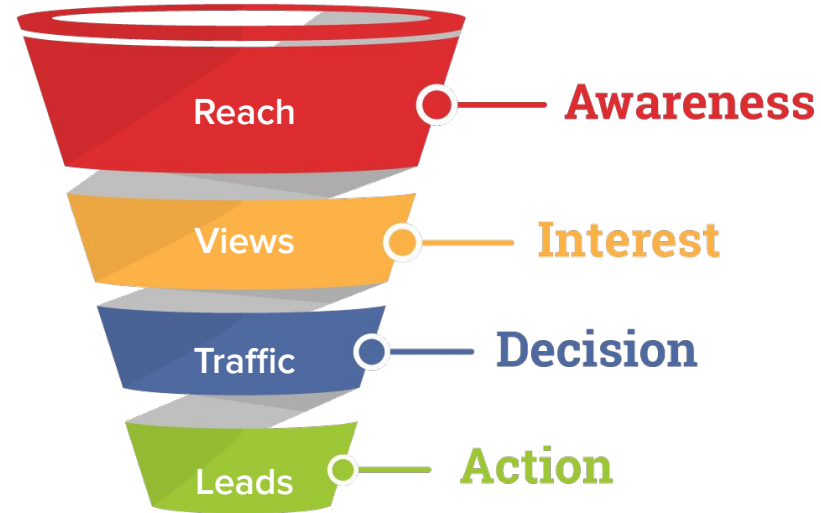 Reach
Awareness
Views
Interest
Traffic
Decision
Leads
Action